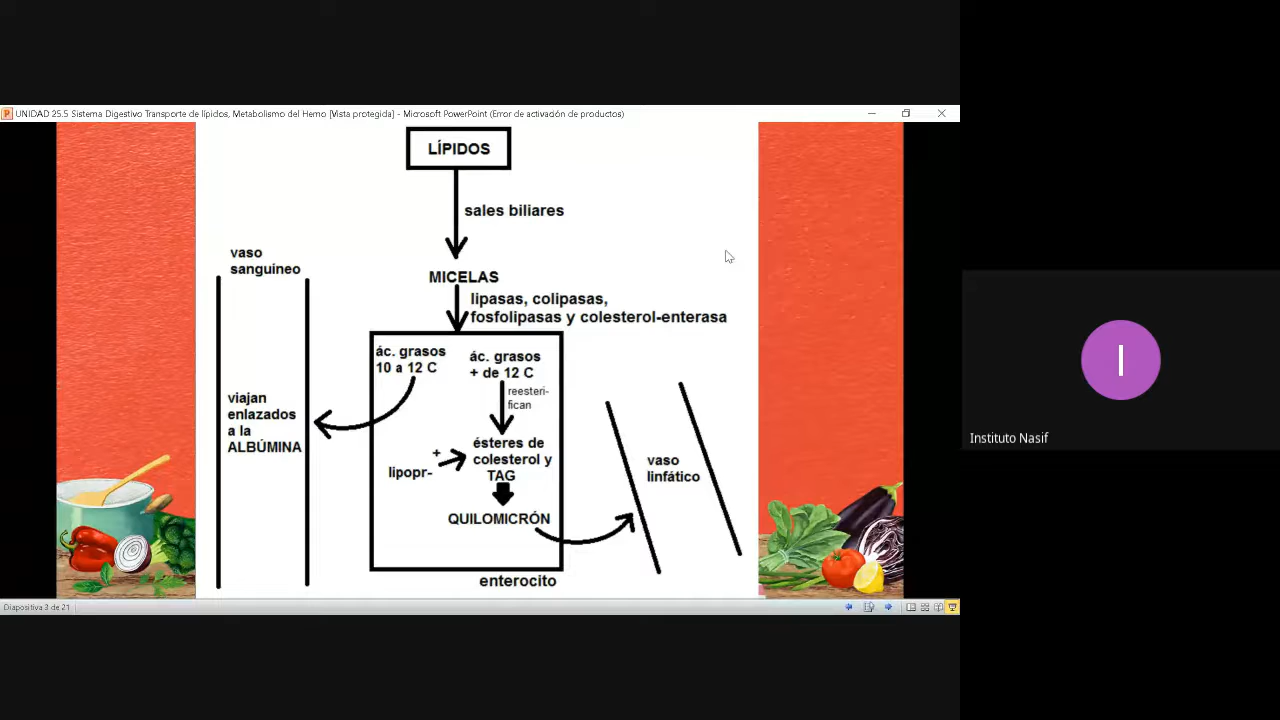 UNIDAD 25.5 Sistema Digestivo Transporte de lípidos, Metabolismo del Hemo [Vista protegida] - Microsoft PowerPoint (Error de activación de productos)
LÍPIDOS
sales biliares
vaso
sanguíneo
MICELAS
lipasas, colipasas,
fosfolipasas y colesterol-enterasa
ác. grasos
10 a 12 C
ác. grasos
+ de 12 C
reesteri-
fican
viajan
enlazados
a la
ALBÚMINA
ésteres de
colesterol y
TAG
+
lipopr-
vaso
linfático
QUILOMICRÓN
enterocito
Diapositiva 3 de 21
I
Instituto Nasif